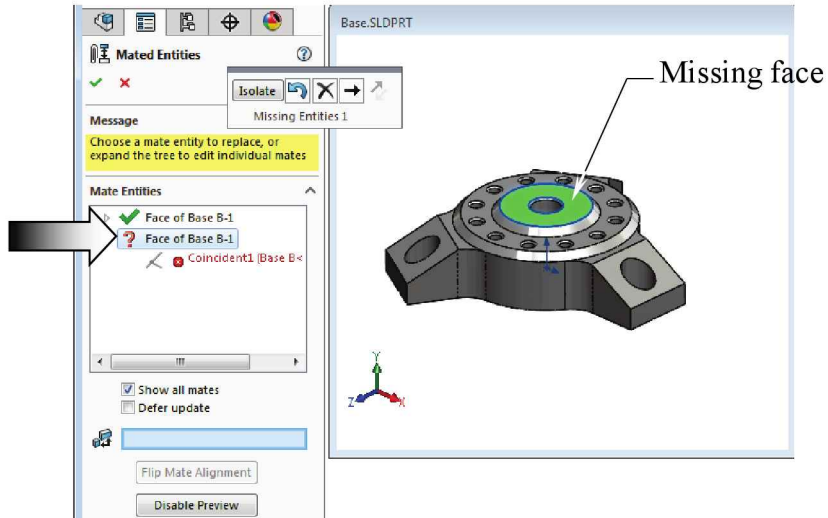 Base.SLDPRT
Mated Entities
Isolate
Missing Entities 1
Missing face
Message
Choose a mate entity to replace, or
expand the tree to edit individual mates
Mate Entities
Face of Base B-1
Face of Base B-1
Coincident1 [Base B<
Show all mates
Defer update
Flip Mate Alignment
Disable Preview
Y
Z
X